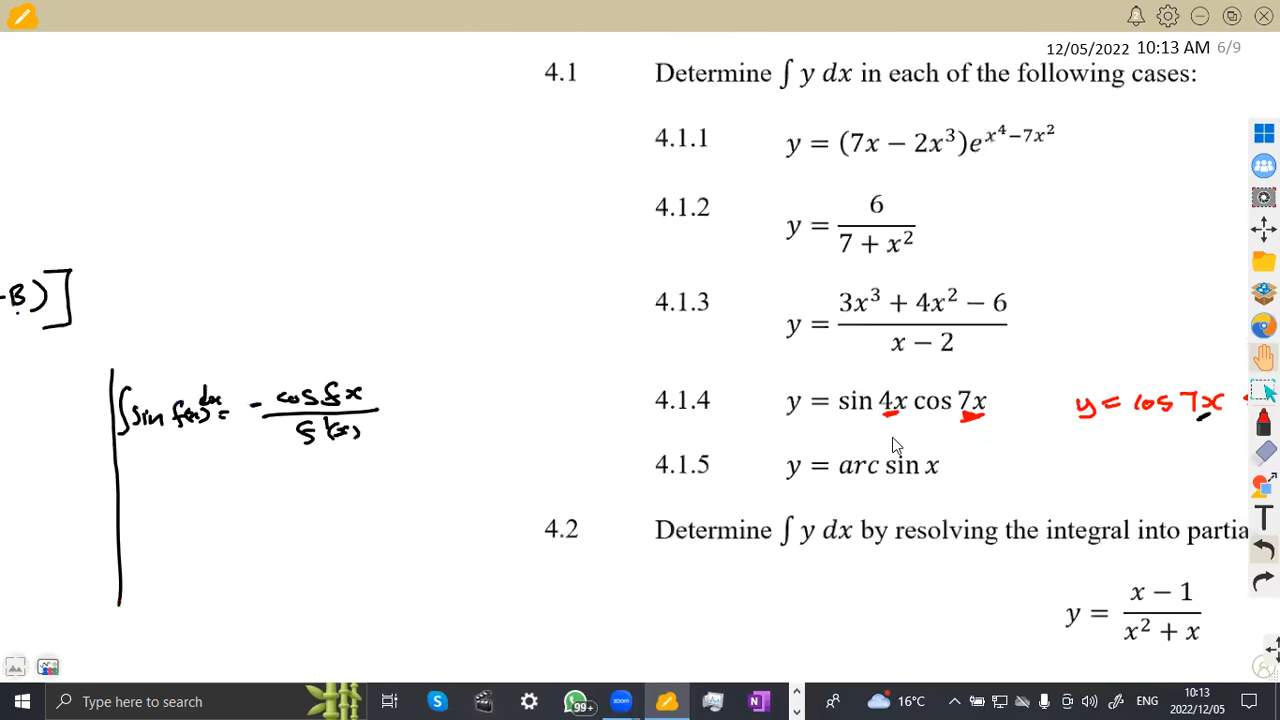 12/05/2022 10:13 AM 6/9
4.1 Determine ∫ y dx in each of the following cases:
4.1.1 y = (7x − 2x³)e^{x⁴−7x²}
4.1.2 y = 6/(7 + x²)
-B)]
4.1.3 y = (3x³ + 4x² − 6)/(x − 2)
∫sin f(x) dx = - cos f x / f'(x)
4.1.4 y = sin 4x cos 7x y = cos 7x
4.1.5 y = arc sin x
4.2 Determine ∫ y dx by resolving the integral into partia
y = (x − 1)/(x² + x)
Type here to search
99+
16°C
ENG
10:13
2022/12/05